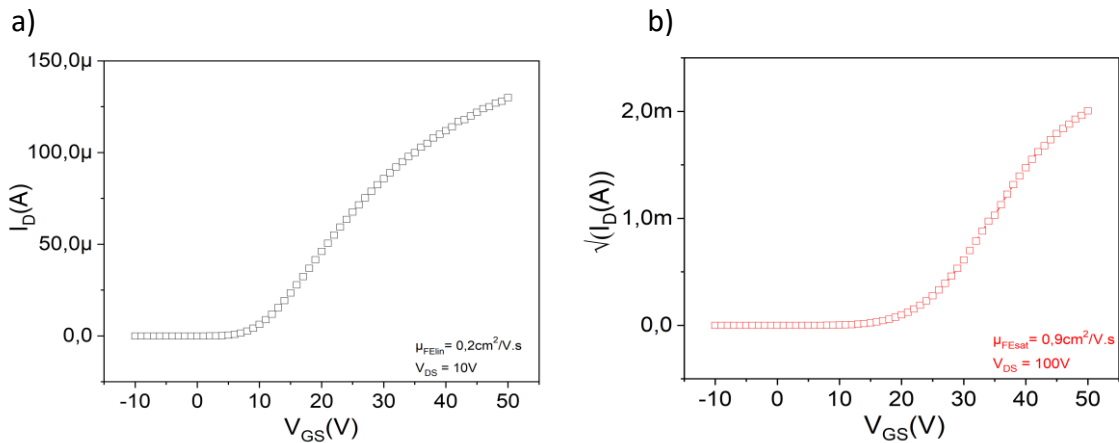 a)
150,0µ
100,0µ
50,0µ
0,0
I_D(A)
-10 0 10 20 30 40 50
V_GS(V)
µ_FElin= 0,2cm²/V.s
V_DS = 10V
b)
2,0m
1,0m
0,0
√(I_D(A))
-10 0 10 20 30 40 50
V_GS(V)
µ_FEsat= 0,9cm²/V.s
V_DS = 100V